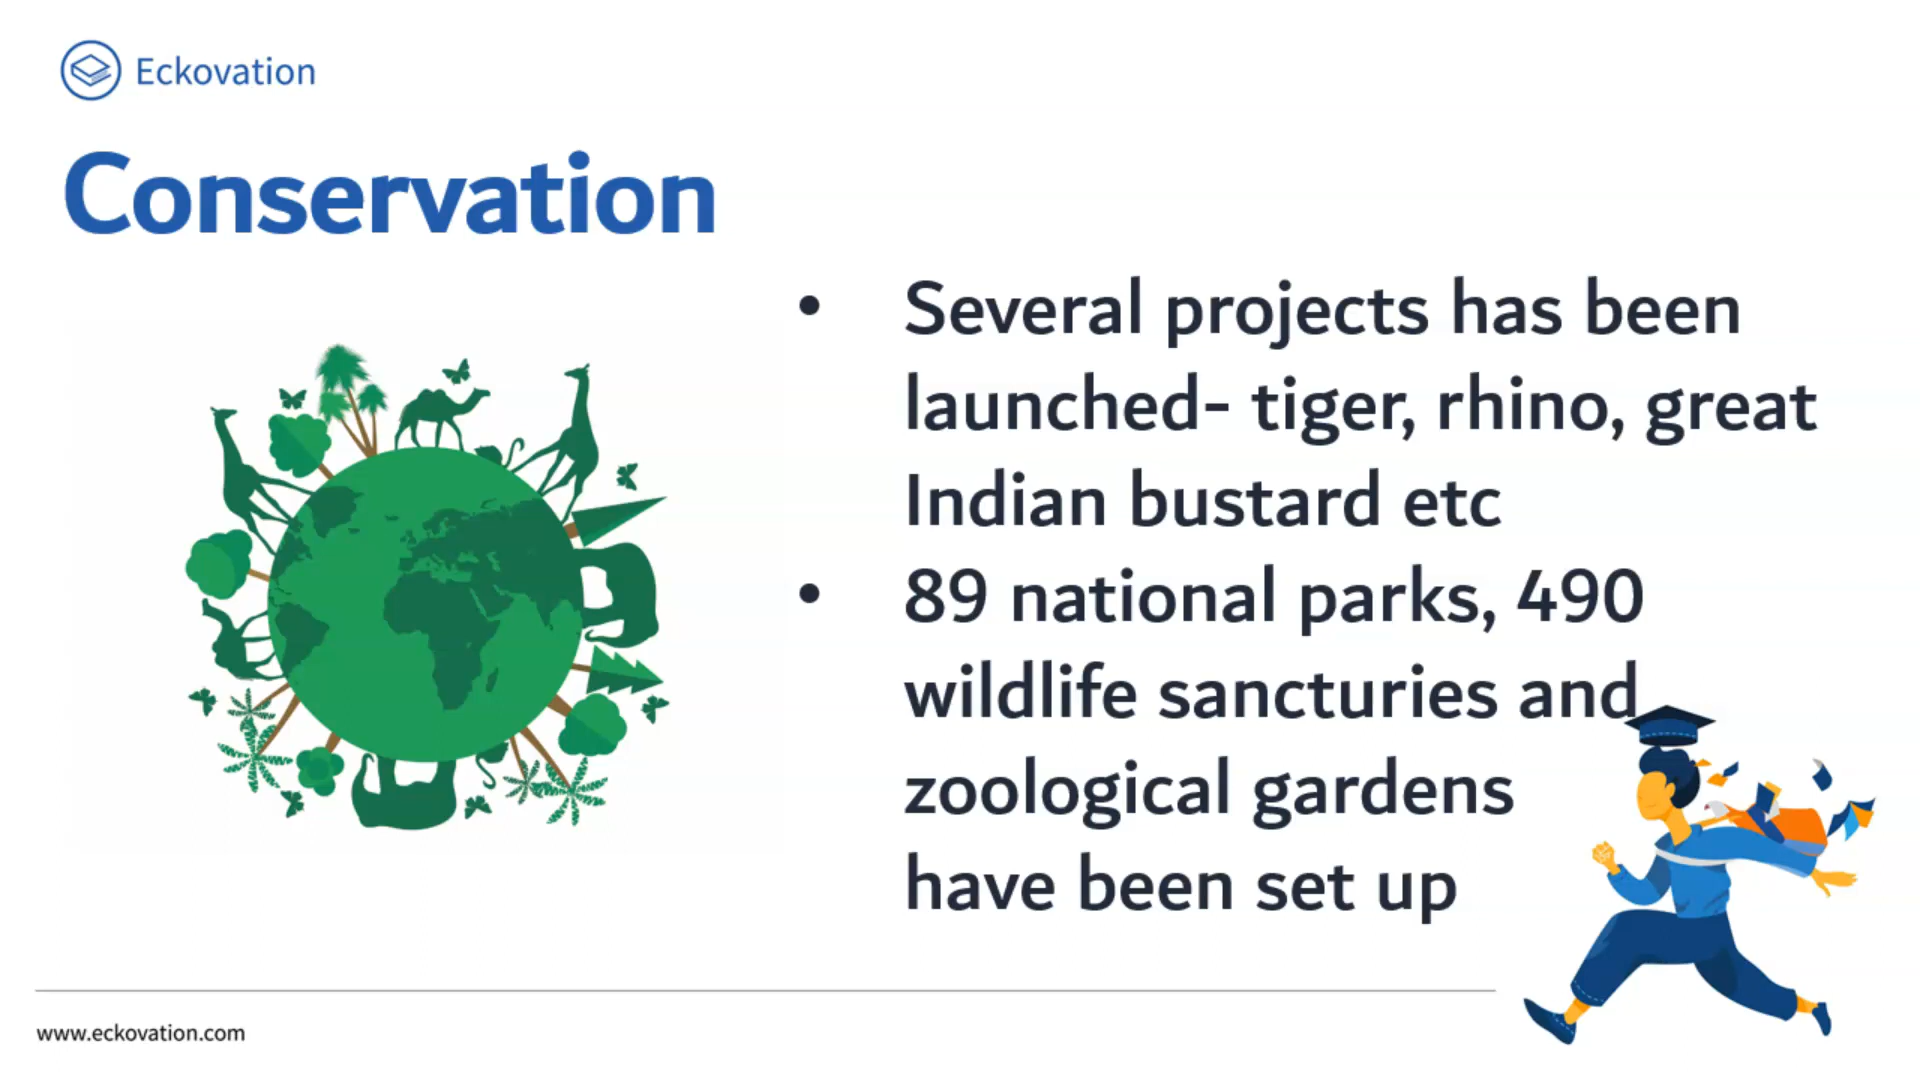 Eckovation
Conservation
• Several projects has been
launched- tiger, rhino, great
Indian bustard etc
• 89 national parks, 490
wildlife sancturies and
zoological gardens
have been set up
www.eckovation.com